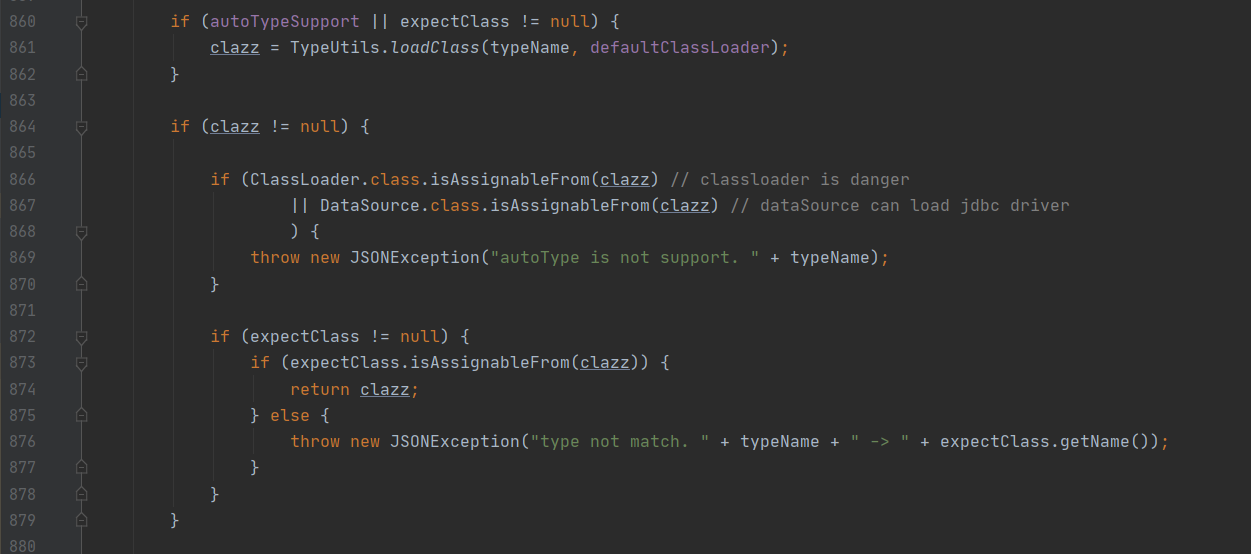 860 if (autoTypeSupport || expectClass != null) {
861 clazz = TypeUtils.loadClass(typeName, defaultClassLoader);
862 }
863
864 if (clazz != null) {
865
866 if (ClassLoader.class.isAssignableFrom(clazz) // classloader is danger
867 || DataSource.class.isAssignableFrom(clazz) // dataSource can load jdbc driver
868 ) {
869 throw new JSONException("autoType is not support. " + typeName);
870 }
871
872 if (expectClass != null) {
873 if (expectClass.isAssignableFrom(clazz)) {
874 return clazz;
875 } else {
876 throw new JSONException("type not match. " + typeName + " -> " + expectClass.getName());
877 }
878 }
879 }
880